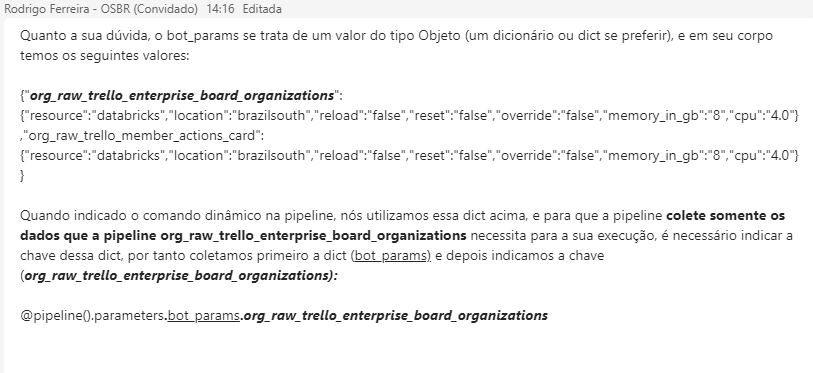 Rodrigo Ferreira - OSBR (Convidado) 14:16 Editada
Quanto a sua dúvida, o bot_params se trata de um valor do tipo Objeto (um dicionário ou dict se preferir), e em seu corpo
temos os seguintes valores:
{"org_raw_trello_enterprise_board_organizations":
{"resource":"databricks","location":"brazilsouth","reload":"false","reset":"false","override":"false","memory_in_gb":"8","cpu":"4.0"}
,"org_raw_trello_member_actions_card":
{"resource":"databricks","location":"brazilsouth","reload":"false","reset":"false","override":"false","memory_in_gb":"8","cpu":"4.0"}
}
Quando indicado o comando dinâmico na pipeline, nós utilizamos essa dict acima, e para que a pipeline colete somente os
dados que a pipeline org_raw_trello_enterprise_board_organizations necessita para a sua execução, é necessário indicar a
chave dessa dict, por tanto coletamos primeiro a dict (bot_params) e depois indicamos a chave
(org_raw_trello_enterprise_board_organizations):
@pipeline().parameters.bot_params.org_raw_trello_enterprise_board_organizations